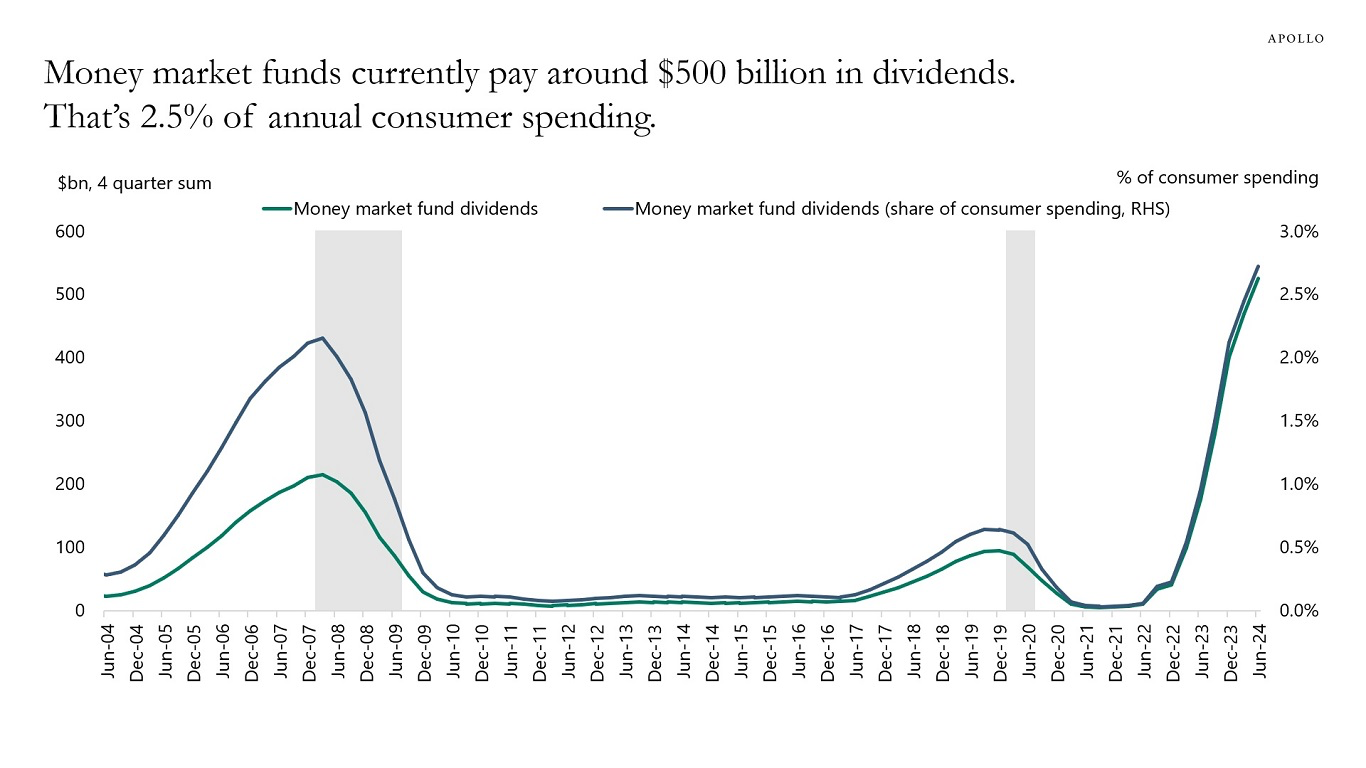 APOLLO
Money market funds currently pay around $500 billion in dividends.
That's 2.5% of annual consumer spending.
$bn, 4 quarter sum
% of consumer spending
Money market fund dividends
Money market fund dividends (share of consumer spending, RHS)
600
500
400
300
200
100
0
3.0%
2.5%
2.0%
1.5%
1.0%
0.5%
0.0%
Jun-04
Dec-04
Jun-05
Dec-05
Jun-06
Dec-06
Jun-07
Dec-07
Jun-08
Dec-08
Jun-09
Dec-09
Jun-10
Dec-10
Jun-11
Dec-11
Jun-12
Dec-12
Jun-13
Dec-13
Jun-14
Dec-14
Jun-15
Dec-15
Jun-16
Dec-16
Jun-17
Dec-17
Jun-18
Dec-18
Jun-19
Dec-19
Jun-20
Dec-20
Jun-21
Dec-21
Jun-22
Dec-22
Jun-23
Dec-23
Jun-24